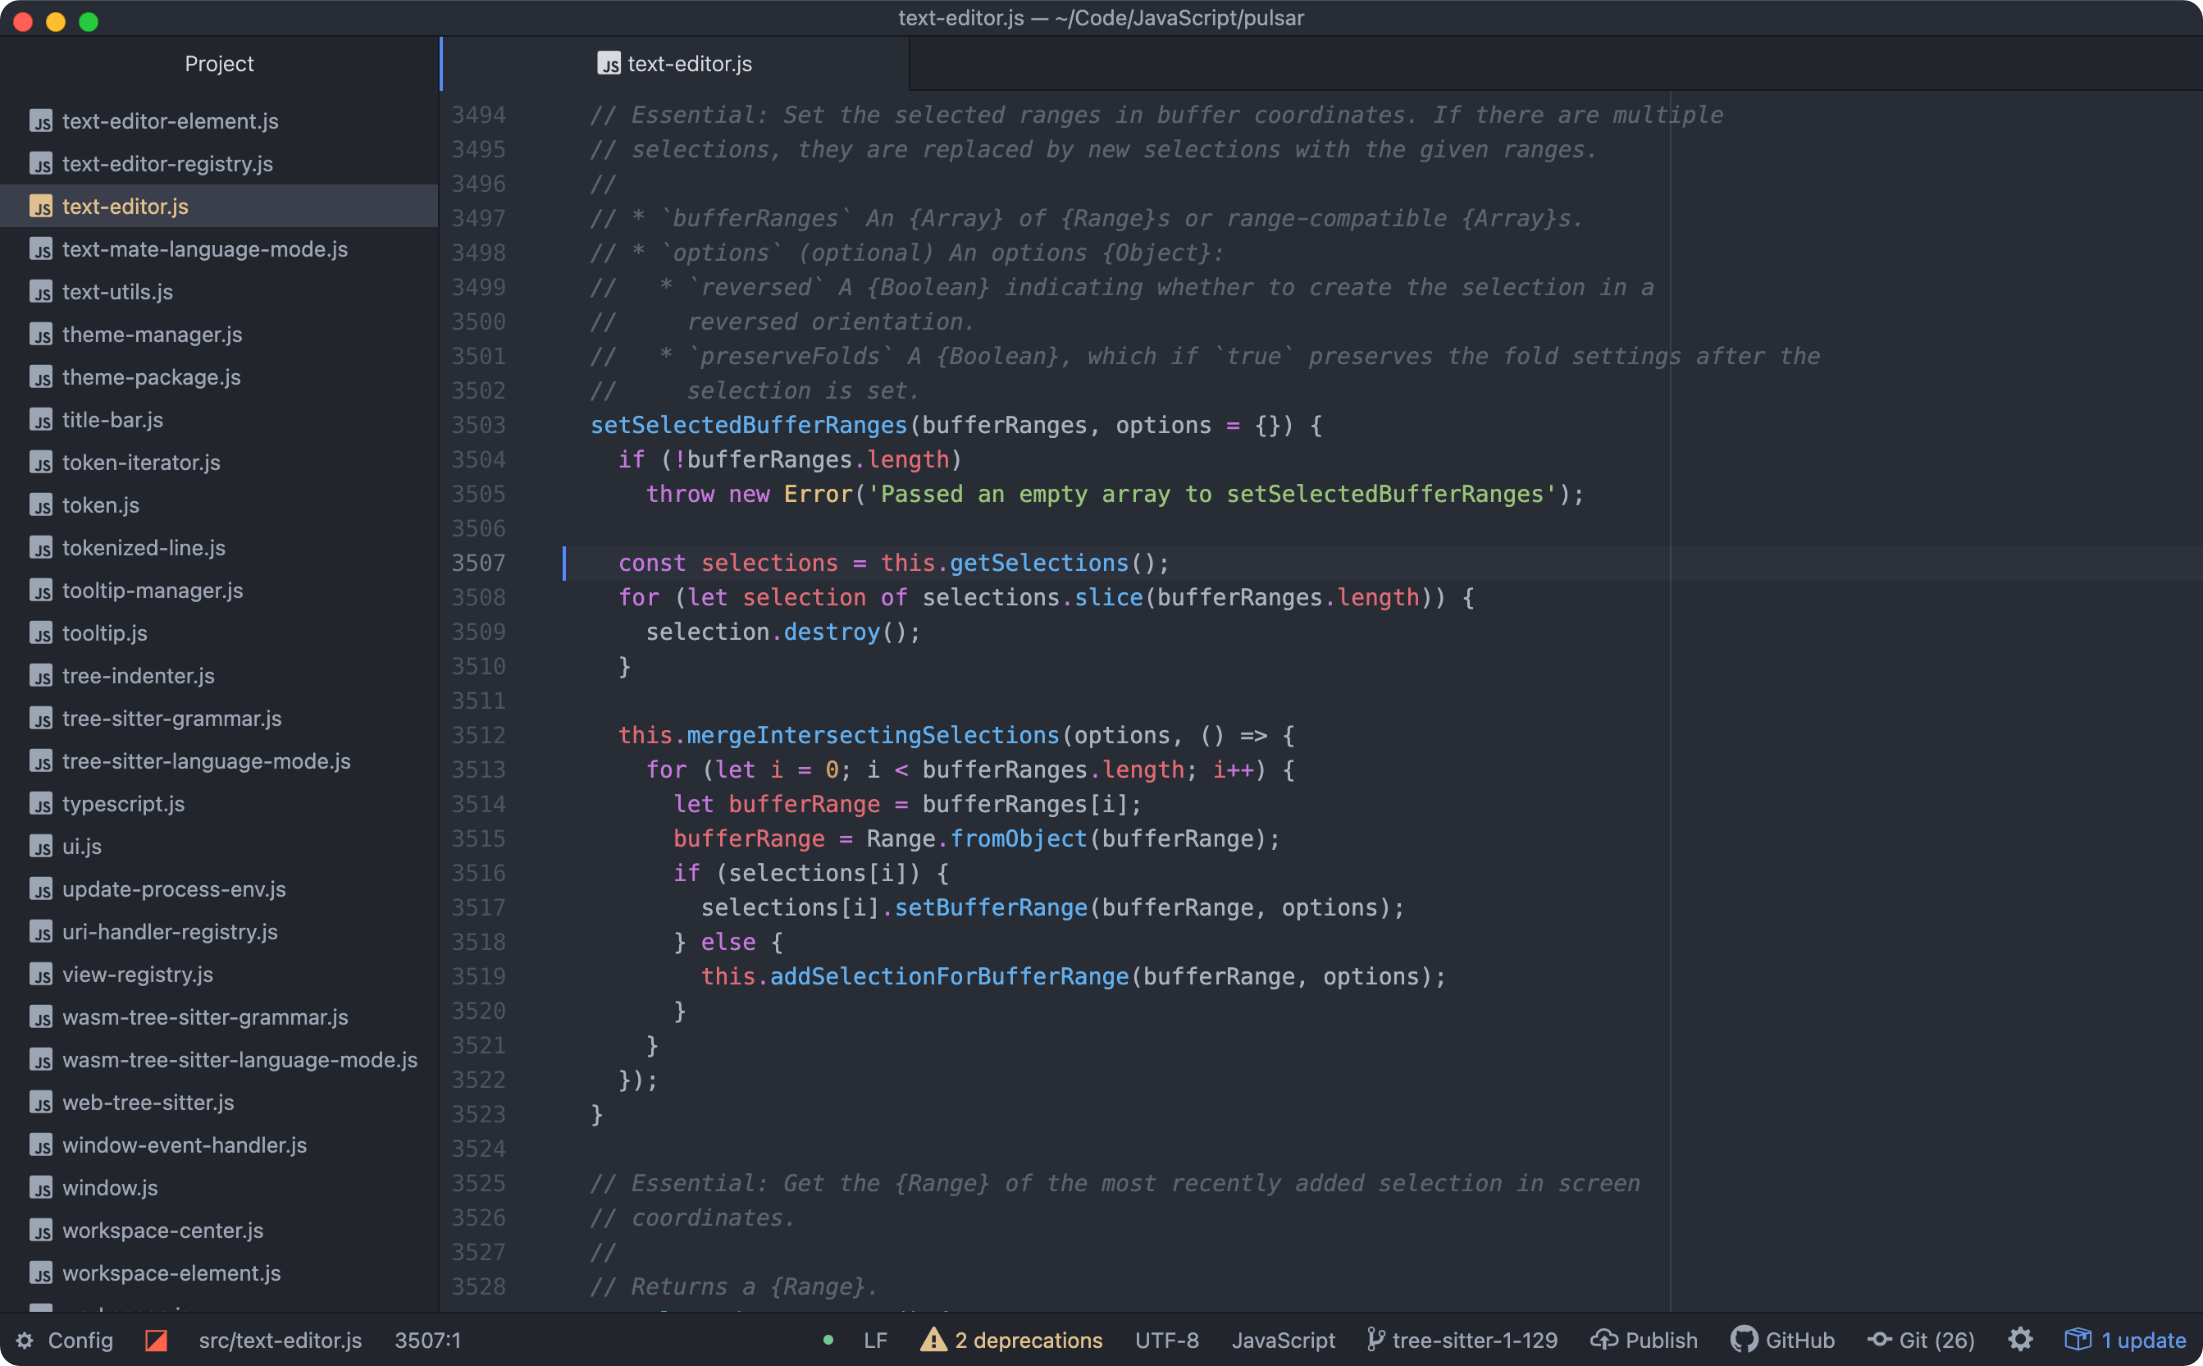 text-editor.js — ~/Code/JavaScript/pulsar
Project
text-editor-element.js
text-editor-registry.js
text-editor.js
text-mate-language-mode.js
text-utils.js
theme-manager.js
theme-package.js
title-bar.js
token-iterator.js
token.js
tokenized-line.js
tooltip-manager.js
tooltip.js
tree-indenter.js
tree-sitter-grammar.js
tree-sitter-language-mode.js
typescript.js
ui.js
update-process-env.js
uri-handler-registry.js
view-registry.js
wasm-tree-sitter-grammar.js
wasm-tree-sitter-language-mode.js
web-tree-sitter.js
window-event-handler.js
window.js
workspace-center.js
workspace-element.js
JS text-editor.js
3494 // Essential: Set the selected ranges in buffer coordinates. If there are multiple
3495 // selections, they are replaced by new selections with the given ranges.
3496 //
3497 // * `bufferRanges` An {Array} of {Range}s or range-compatible {Array}s.
3498 // * `options` (optional) An options {Object}:
3499 //   * `reversed` A {Boolean} indicating whether to create the selection in a
3500 //     reversed orientation.
3501 //   * `preserveFolds` A {Boolean}, which if `true` preserves the fold settings after the
3502 //     selection is set.
3503 setSelectedBufferRanges(bufferRanges, options = {}) {
3504   if (!bufferRanges.length)
3505     throw new Error('Passed an empty array to setSelectedBufferRanges');
3506
3507   const selections = this.getSelections();
3508   for (let selection of selections.slice(bufferRanges.length)) {
3509     selection.destroy();
3510   }
3511
3512   this.mergeIntersectingSelections(options, () => {
3513     for (let i = 0; i < bufferRanges.length; i++) {
3514       let bufferRange = bufferRanges[i];
3515       bufferRange = Range.fromObject(bufferRange);
3516       if (selections[i]) {
3517         selections[i].setBufferRange(bufferRange, options);
3518       } else {
3519         this.addSelectionForBufferRange(bufferRange, options);
3520       }
3521     }
3522   });
3523 }
3524
3525 // Essential: Get the {Range} of the most recently added selection in screen
3526 // coordinates.
3527 //
3528 // Returns a {Range}.
Config src/text-editor.js 3507:1 LF 2 deprecations UTF-8 JavaScript tree-sitter-1-129 Publish GitHub Git (26) 1 update